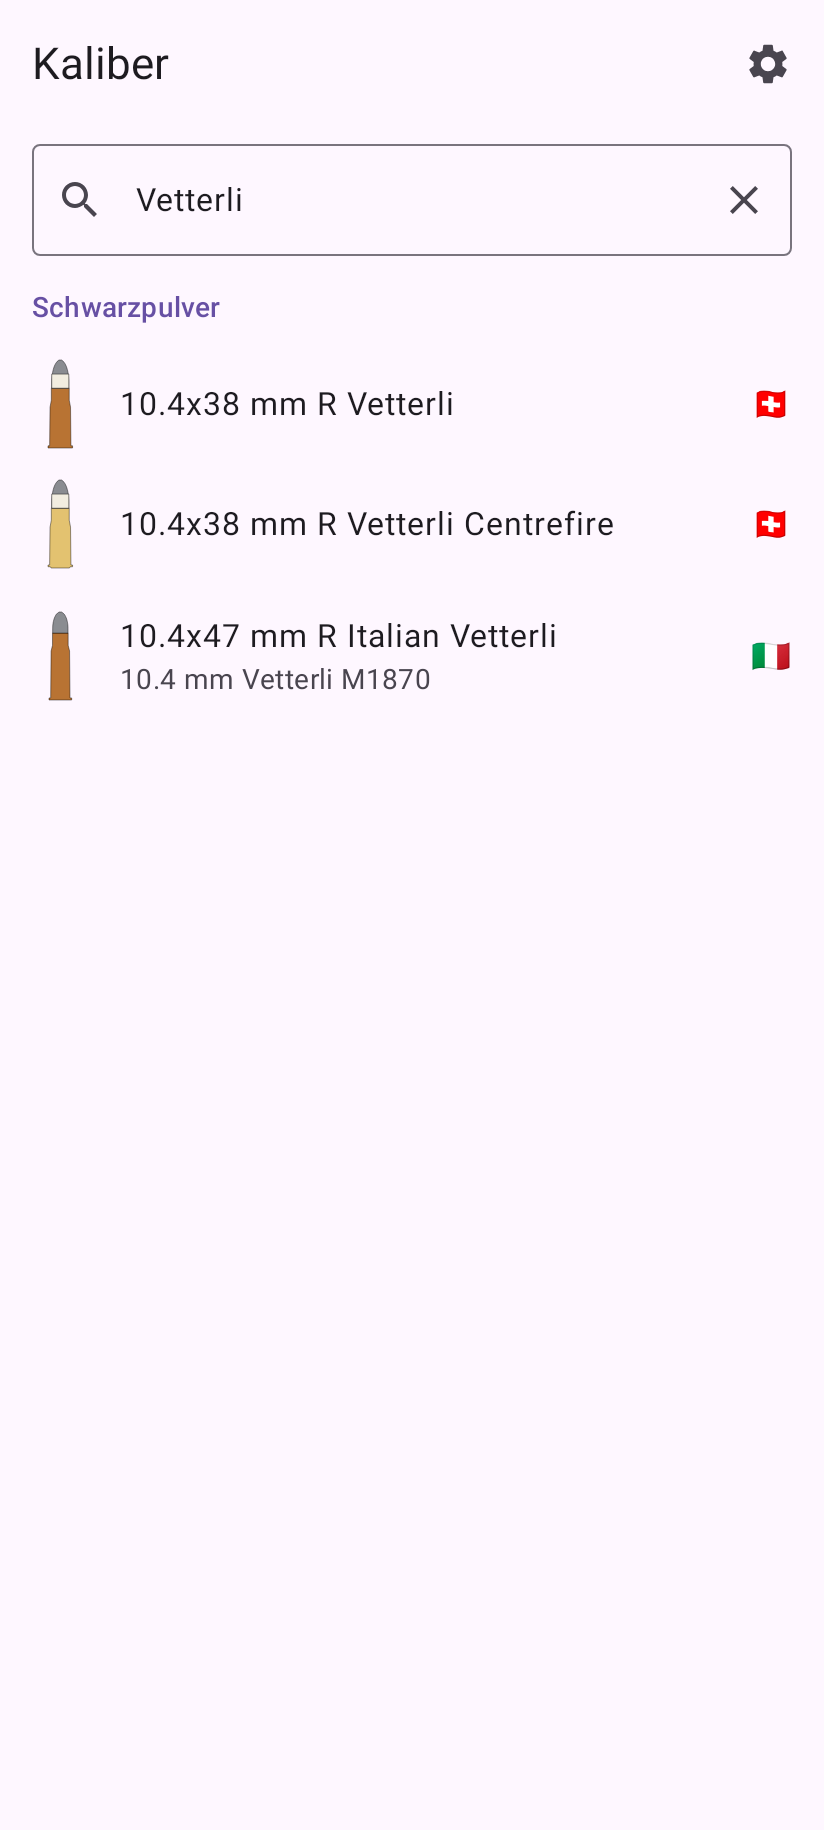 Kaliber
Vetterli
Schwarzpulver
10.4x38 mm R Vetterli
10.4x38 mm R Vetterli Centrefire
10.4x47 mm R Italian Vetterli
10.4 mm Vetterli M1870